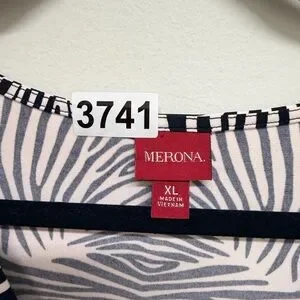 3741
MERONA.
XL
MADE IN
VIETNAM